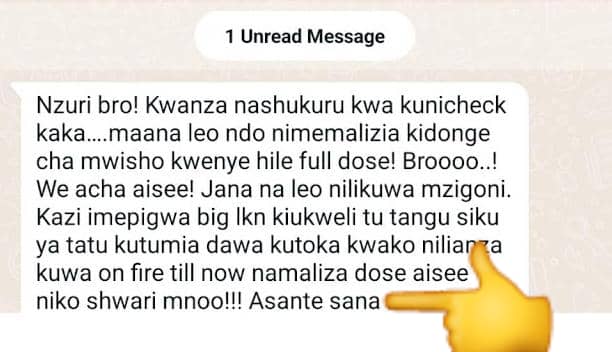 1 Unread Message
Nzuri bro! Kwanza nashukuru kwa kunicheck
kaka....maana leo ndo nimemalizia kidonge
cha mwisho kwenye hile full dose! Broooo..!
We acha aisee! Jana na leo nilikuwa mzigoni.
Kazi imepigwa big lkn kiukweli tu tangu siku
ya tatu kutumia dawa kutoka kwako nilianza
kuwa on fire till now namaliza dose aisee
niko shwari mnoo!!! Asante sana